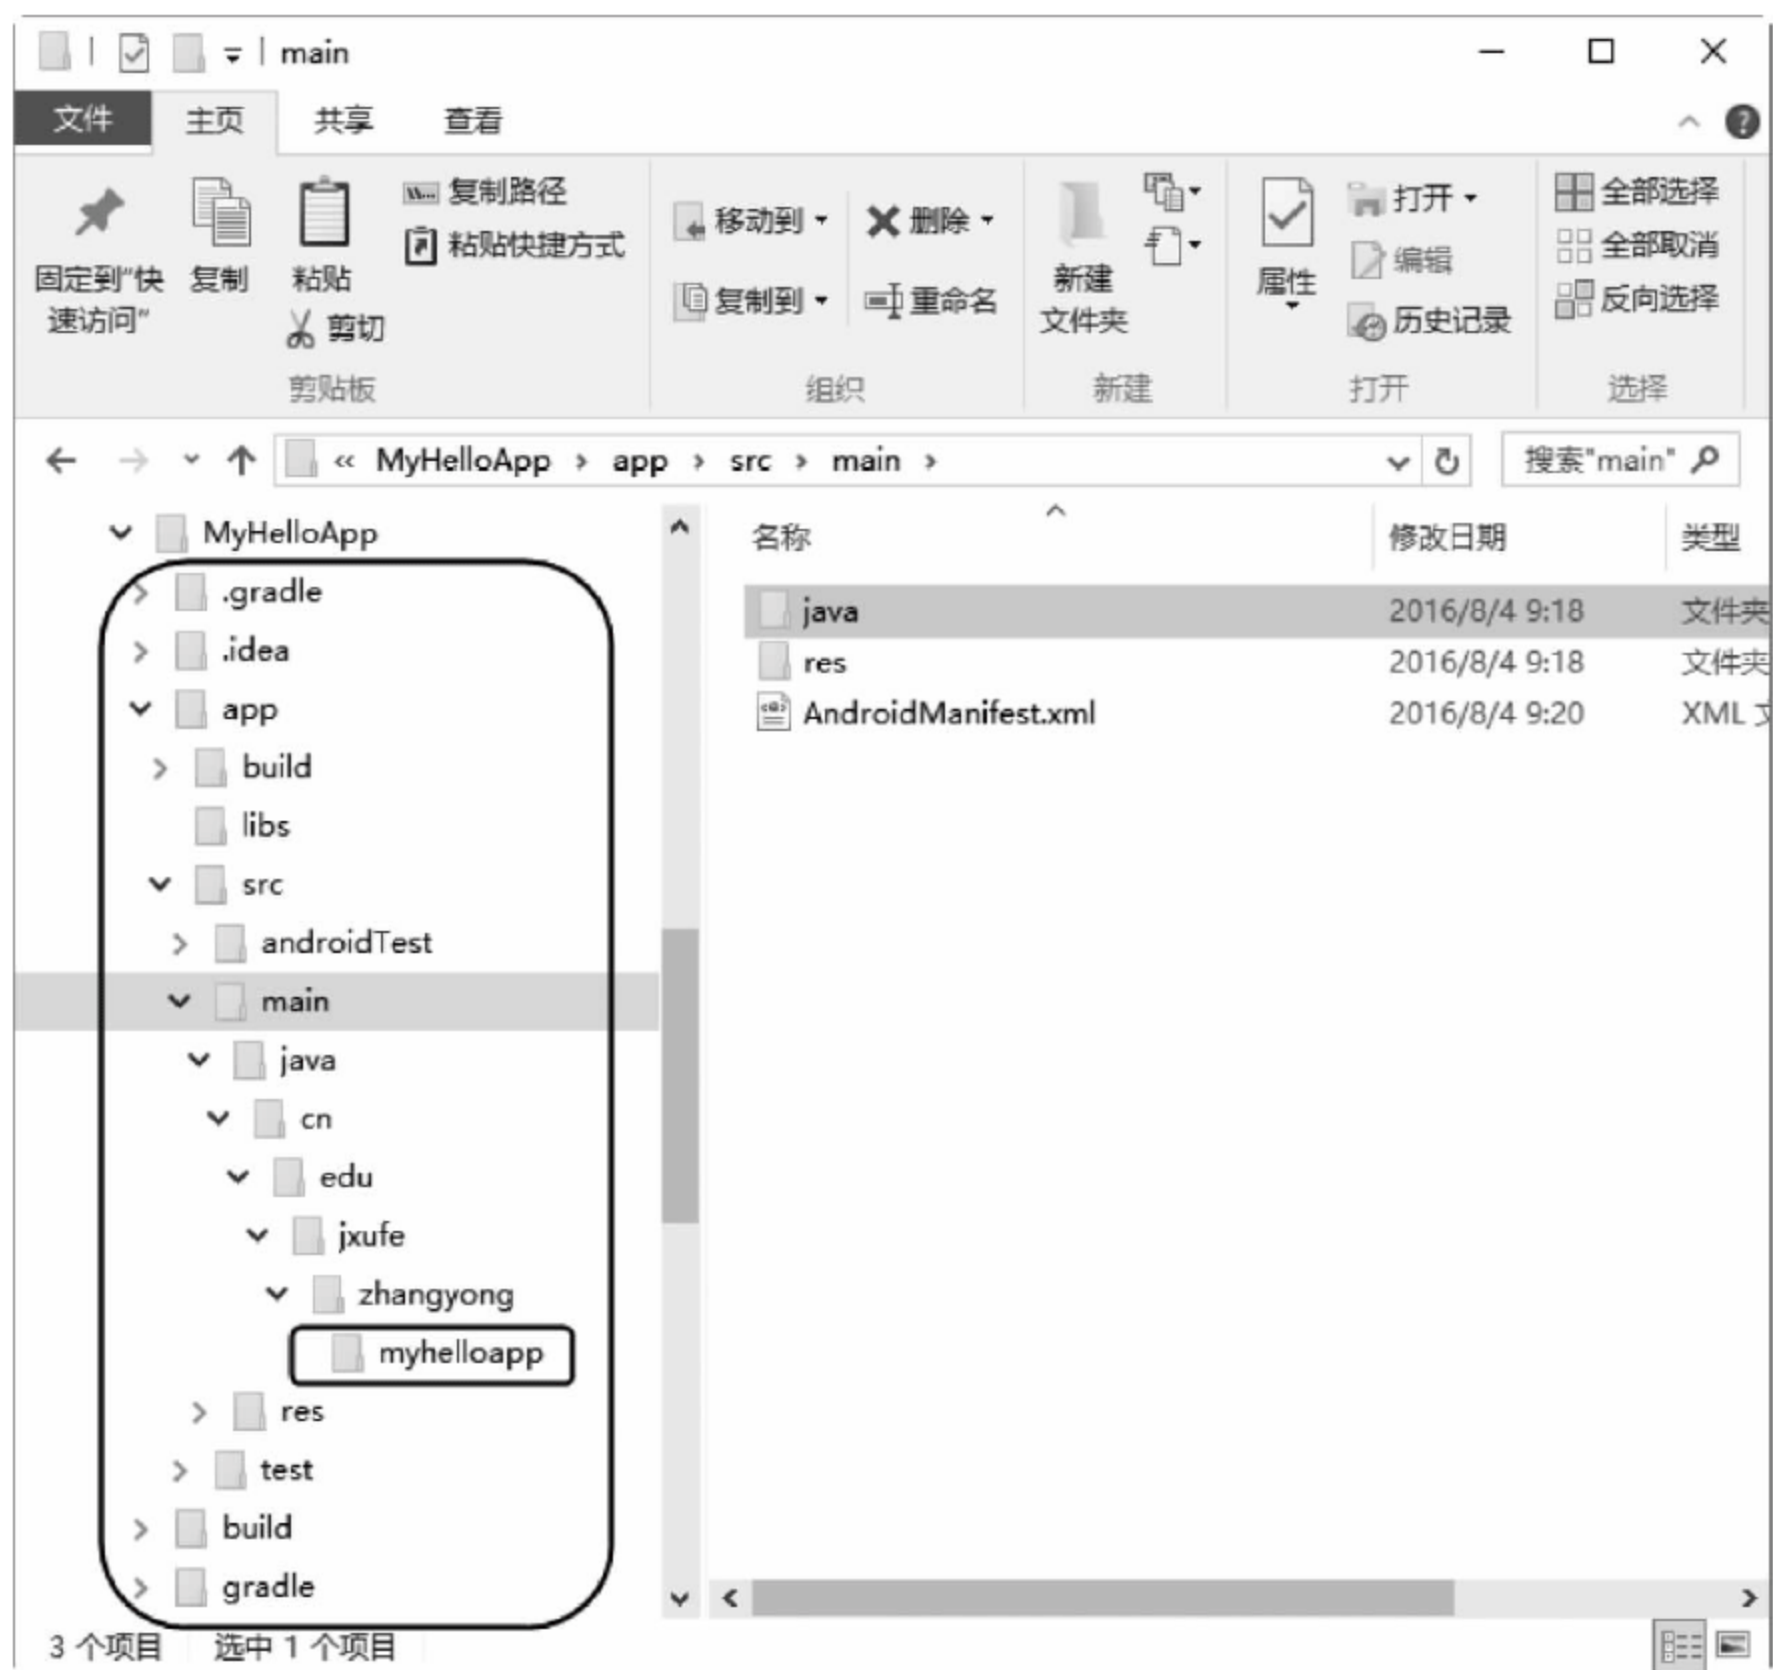 main
文件 主页 共享 查看
固定到"快速访问"
复制
粘贴
复制路径
粘贴快捷方式
剪切
剪贴板
移动到
复制到
删除
重命名
组织
新建文件夹
新建
属性
打开
编辑
历史记录
打开
全部选择
全部取消
反向选择
选择
« MyHelloApp › app › src › main ›
搜索"main"
MyHelloApp
.gradle
.idea
app
build
libs
src
androidTest
main
java
cn
edu
jxufe
zhangyong
myhelloapp
res
test
build
gradle
名称 修改日期 类型
java 2016/8/4 9:18 文件夹
res 2016/8/4 9:18 文件夹
AndroidManifest.xml 2016/8/4 9:20 XML
3 个项目 选中 1 个项目